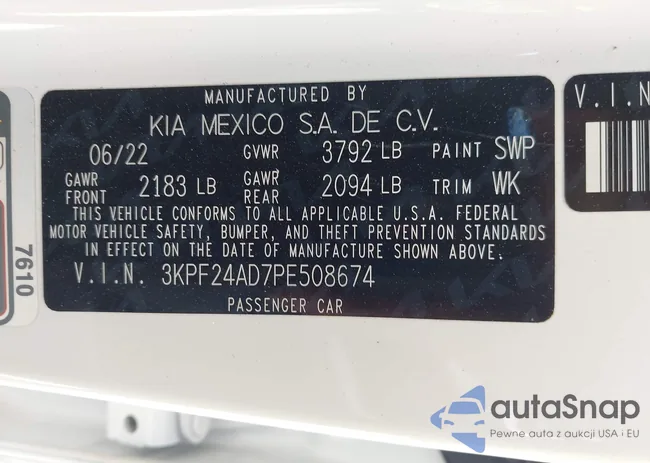 MANUFACTURED BY
KIA MEXICO S.A. DE C.V.
06/22 GVWR 3792 LB PAINT SWP
GAWR FRONT 2183 LB GAWR REAR 2094 LB TRIM WK
THIS VEHICLE CONFORMS TO ALL APPLICABLE U.S.A. FEDERAL
MOTOR VEHICLE SAFETY, BUMPER, AND THEFT PREVENTION STANDARDS
IN EFFECT ON THE DATE OF MANUFACTURE SHOWN ABOVE.
V.I.N. 3KPF24AD7PE508674
PASSENGER CAR
V.I.N
7610
autaSnap
Pewne auta z aukcji USA i EU